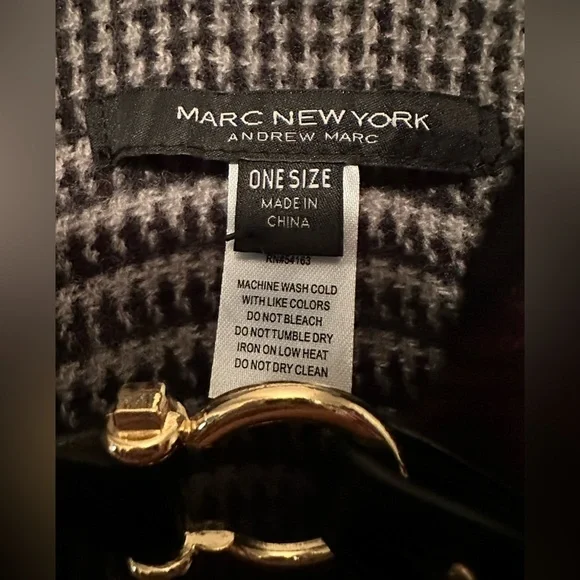 MARC NEW YORK
ANDREW MARC
ONE SIZE
MADE IN
CHINA
RN#54163
MACHINE WASH COLD
WITH LIKE COLORS
DO NOT BLEACH
DO NOT TUMBLE DRY
IRON ON LOW HEAT
DO NOT DRY CLEAN